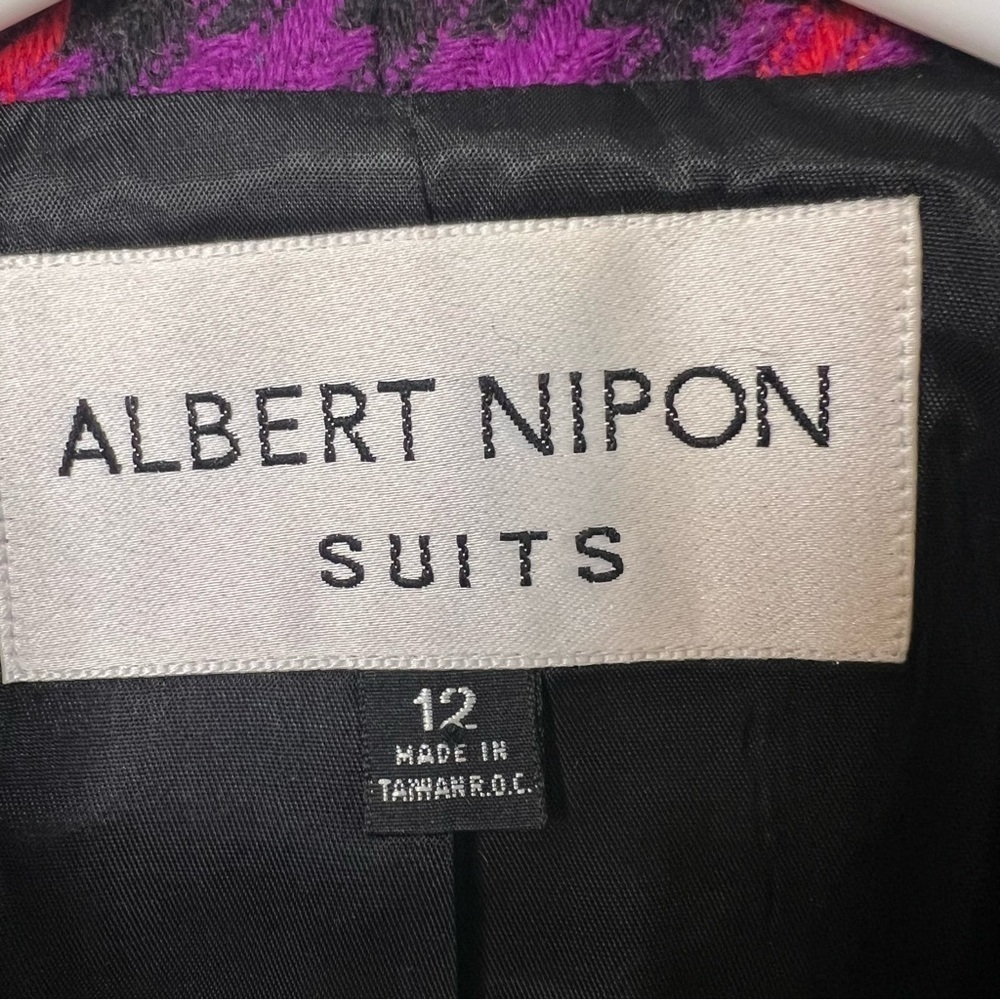 ALBERT NIPON
SUITS
12
MADE IN
TAIWAN R.O.C.